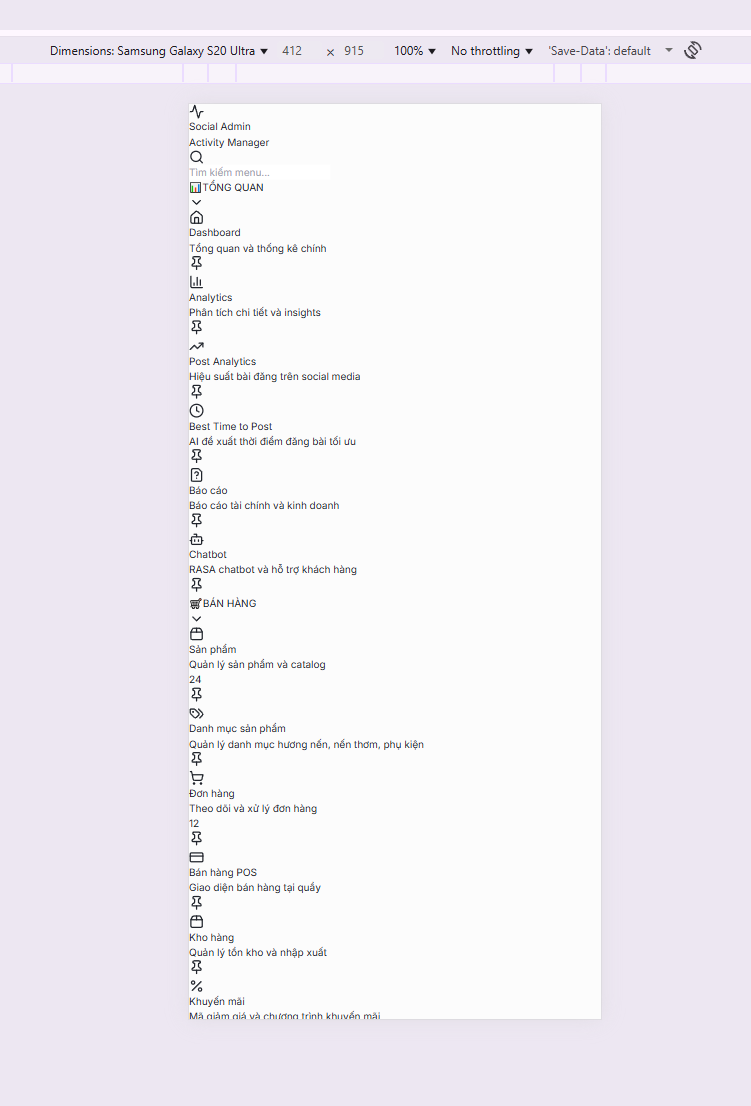 Dimensions: Samsung Galaxy S20 Ultra ▼ 412 × 915 100% ▼ No throttling ▼ 'Save-Data': default
Social Admin
Activity Manager
Tìm kiếm menu...
📊TỔNG QUAN
Dashboard
Tổng quan và thống kê chính
Analytics
Phân tích chi tiết và insights
Post Analytics
Hiệu suất bài đăng trên social media
Best Time to Post
AI đề xuất thời điểm đăng bài tối ưu
Báo cáo
Báo cáo tài chính và kinh doanh
Chatbot
RASA chatbot và hỗ trợ khách hàng
🛒BÁN HÀNG
Sản phẩm
Quản lý sản phẩm và catalog
24
Danh mục sản phẩm
Quản lý danh mục hương nến, nến thơm, phụ kiện
Đơn hàng
Theo dõi và xử lý đơn hàng
12
Bán hàng POS
Giao diện bán hàng tại quầy
Kho hàng
Quản lý tồn kho và nhập xuất
Khuyến mãi
Mã giảm giá và chương trình khuyến mãi